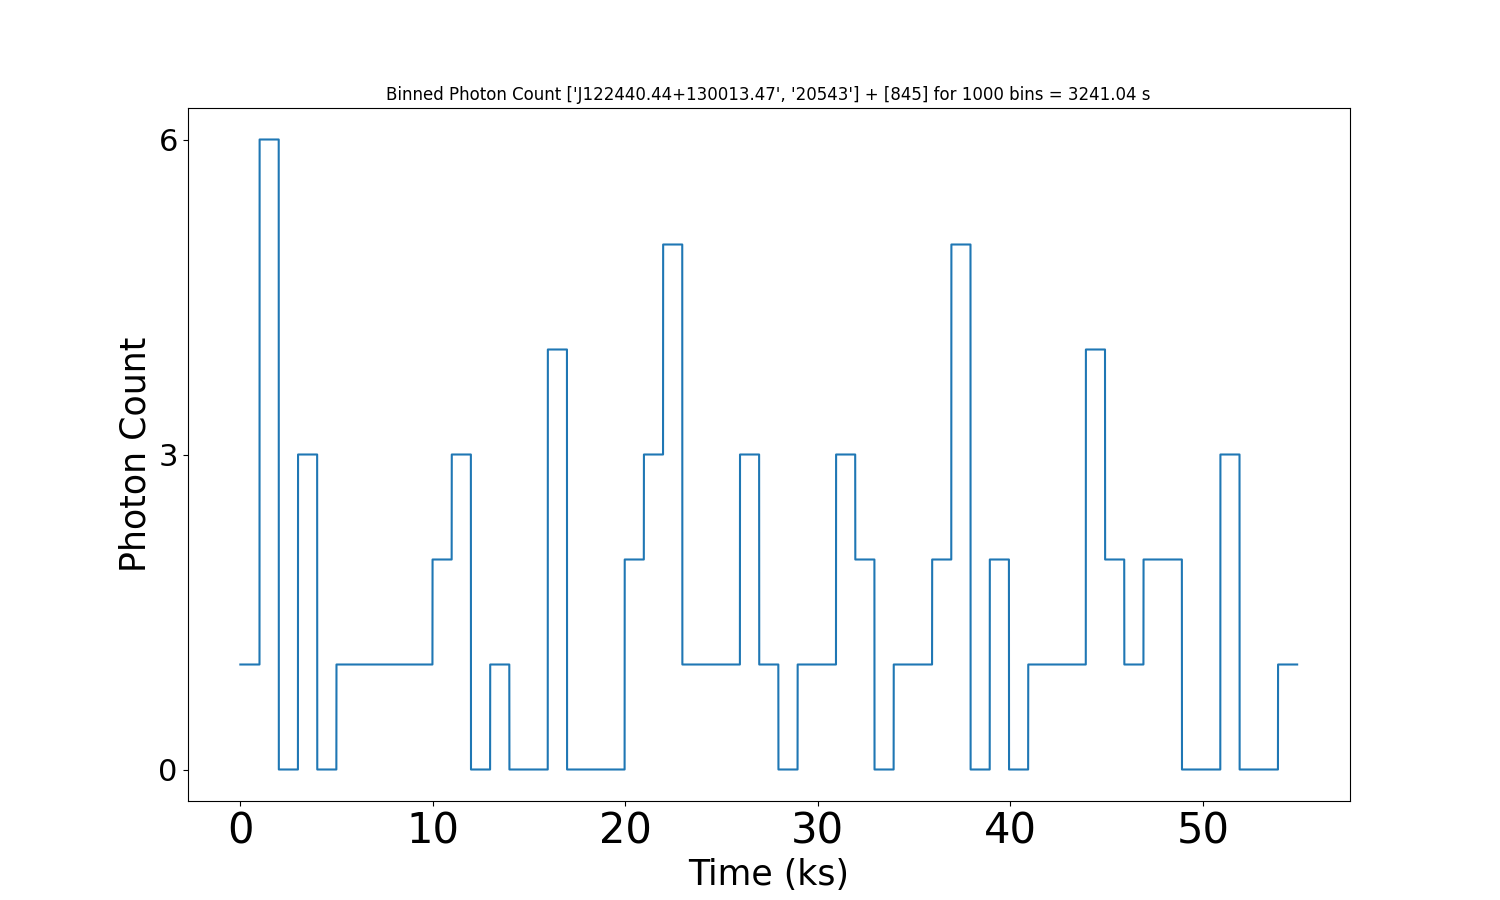 Binned Photon Count ['J122440.44+130013.47', '20543'] + [845] for 1000 bins = 3241.04 s
6
3
0
Photon Count
0 10 20 30 40 50
Time (ks)